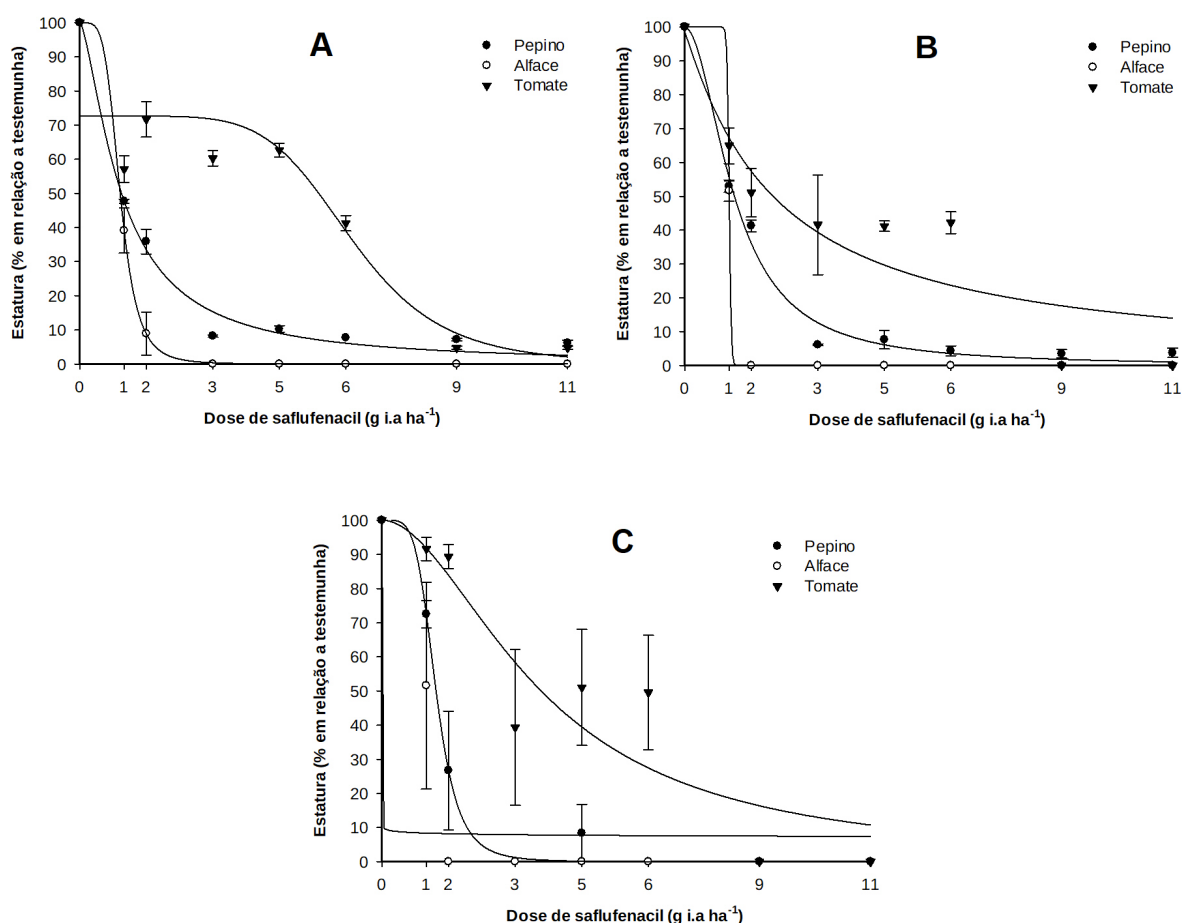 A
Pepino
Alface
Tomate
Estatura (% em relação a testemunha)
100
90
80
70
60
50
40
30
20
10
0
0 1 2 3 5 6 9 11
Dose de saflufenacil (g i.a ha-1)
B
Pepino
Alface
Tomate
Estatura (% em relação a testemunha)
100
90
80
70
60
50
40
30
20
10
0
0 1 2 3 5 6 9 11
Dose de saflufenacil (g i.a ha-1)
C
Pepino
Alface
Tomate
Estatura (% em relação a testemunha)
100
90
80
70
60
50
40
30
20
10
0
0 1 2 3 5 6 9 11
Dose de saflufenacil (g i.a ha-1)